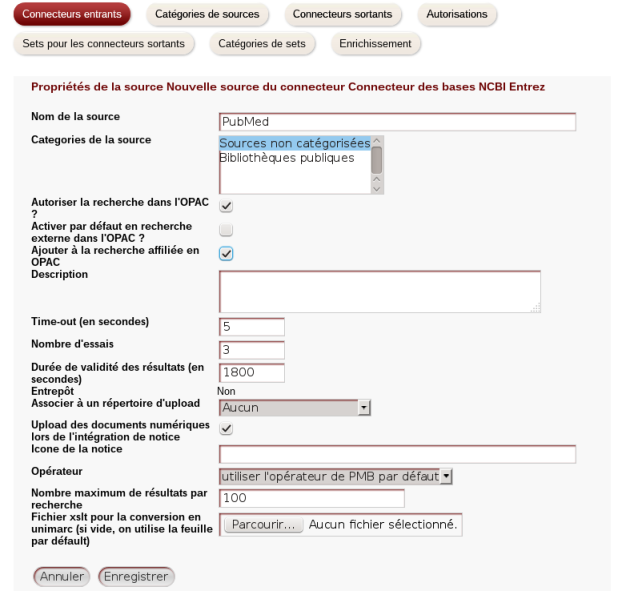 Connecteurs entrants Catégories de sources Connecteurs sortants Autorisations
Sets pour les connecteurs sortants Catégories de sets Enrichissement
Propriétés de la source Nouvelle source du connecteur Connecteur des bases NCBI Entrez
Nom de la source PubMed
Categories de la source Sources non catégorisées
Bibliothèques publiques
Autoriser la recherche dans l'OPAC
?
Activer par défaut en recherche
externe dans l'OPAC ?
Ajouter à la recherche affiliée en
OPAC
Description
Time-out (en secondes) 5
Nombre d'essais 3
Durée de validité des résultats (en
secondes) 1800
Entrepôt Non
Associer à un répertoire d'upload Aucun
Upload des documents numériques
lors de l'intégration de notice
Icone de la notice
Opérateur utiliser l'opérateur de PMB par défaut
Nombre maximum de résultats par
recherche 100
Fichier xslt pour la conversion en
unimarc (si vide, on utilise la feuille
par défault) Parcourir... Aucun fichier sélectionné.
Annuler Enregistrer